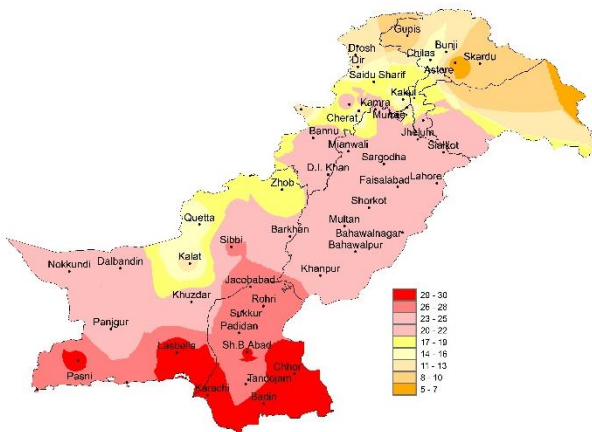 Gupis
Drosh
Bunji
Dir
Chilas
Skardu
Astore
Saidu Sharif
Kakul
Kamra
Cherat
Murree
Bannu
Jhelum
Mianwali
Sialkot
Sargodha
D.I. Khan
Faisalabad
Lahore
Zhob
Shorkot
Quetta
Multan
Barkhan
Bahawalnagar
Sibbi
Bahawalpur
Kalat
Nokkundi
Dalbandin
Khanpur
Jacobabad
Khuzdar
Rohri
Sukkur
Panjgur
Padidan
Lasbella
Sh.B.Abad
Pasni
Chhor
Tandojam
Karachi
Badin
29 - 30
26 - 28
23 - 25
20 - 22
17 - 19
14 - 16
11 - 13
8 - 10
5 - 7